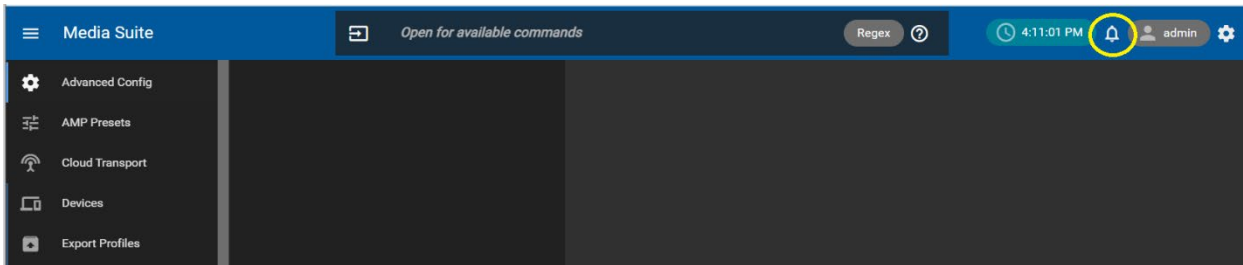 Media Suite
Open for available commands
Regex
4:11:01 PM
admin
Advanced Config
AMP Presets
Cloud Transport
Devices
Export Profiles